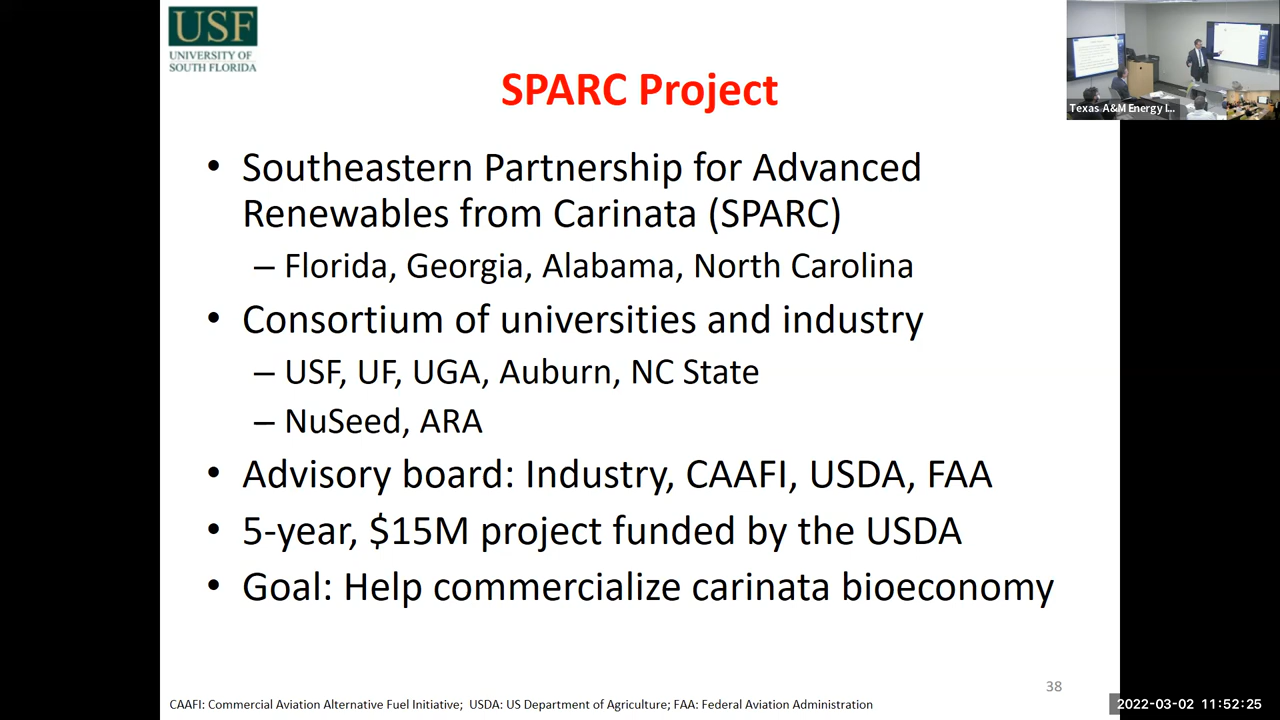 USF
UNIVERSITY OF
SOUTH FLORIDA
SPARC Project
Texas A&M Energy I...
• Southeastern Partnership for Advanced
Renewables from Carinata (SPARC)
– Florida, Georgia, Alabama, North Carolina
• Consortium of universities and industry
– USF, UF, UGA, Auburn, NC State
– NuSeed, ARA
• Advisory board: Industry, CAAFI, USDA, FAA
• 5-year, $15M project funded by the USDA
• Goal: Help commercialize carinata bioeconomy
38
CAAFI: Commercial Aviation Alternative Fuel Initiative; USDA: US Department of Agriculture; FAA: Federal Aviation Administration
2022-03-02 11:52:25